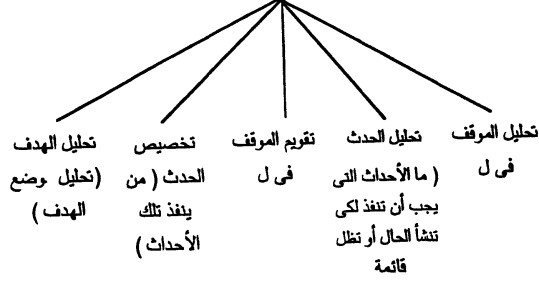 تحليل الموقف
فى ل
تحليل الحدث
( ما الأحداث التى
يجب أن تنفذ لكى
تنشأ الحال أو تظل
قائمة
تقويم الموقف
فى ل
تخصيص
الحدث ( من
ينفذ تلك
الأحداث )
تحليل الهدف
(تحليل وضع
الهدف )